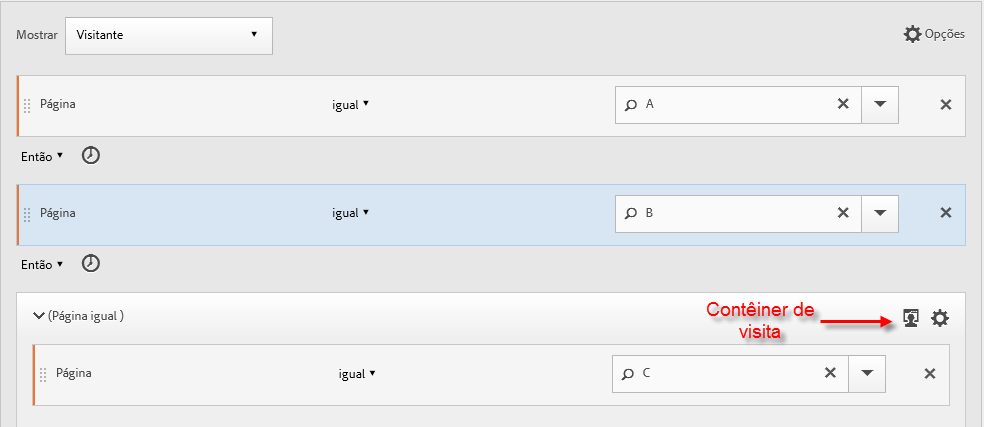 Mostrar Visitante Opções
Página igual A
Então
Página igual B
Então
(Página igual )
Contêiner de
visita
Página igual C